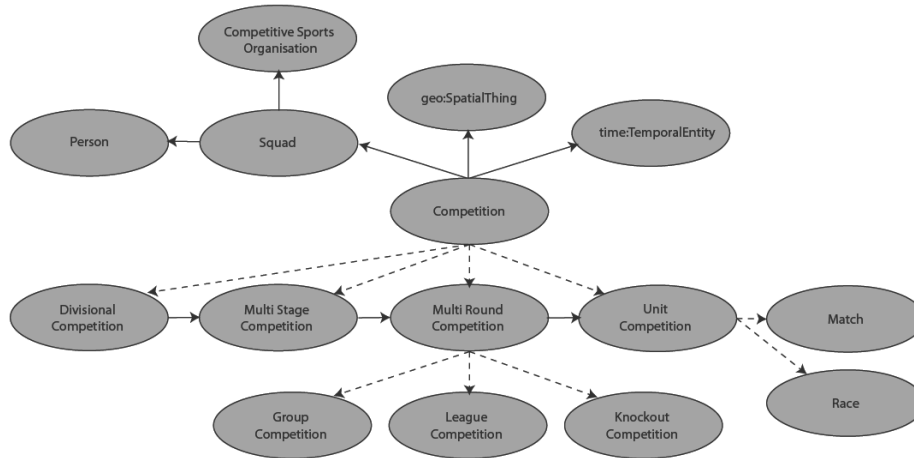 Competitive Sports
Organisation
geo:SpatialThing
time:TemporalEntity
Person
Squad
Competition
Divisional
Competition
Multi Stage
Competition
Multi Round
Competition
Unit
Competition
Match
Race
Group
Competition
League
Competition
Knockout
Competition